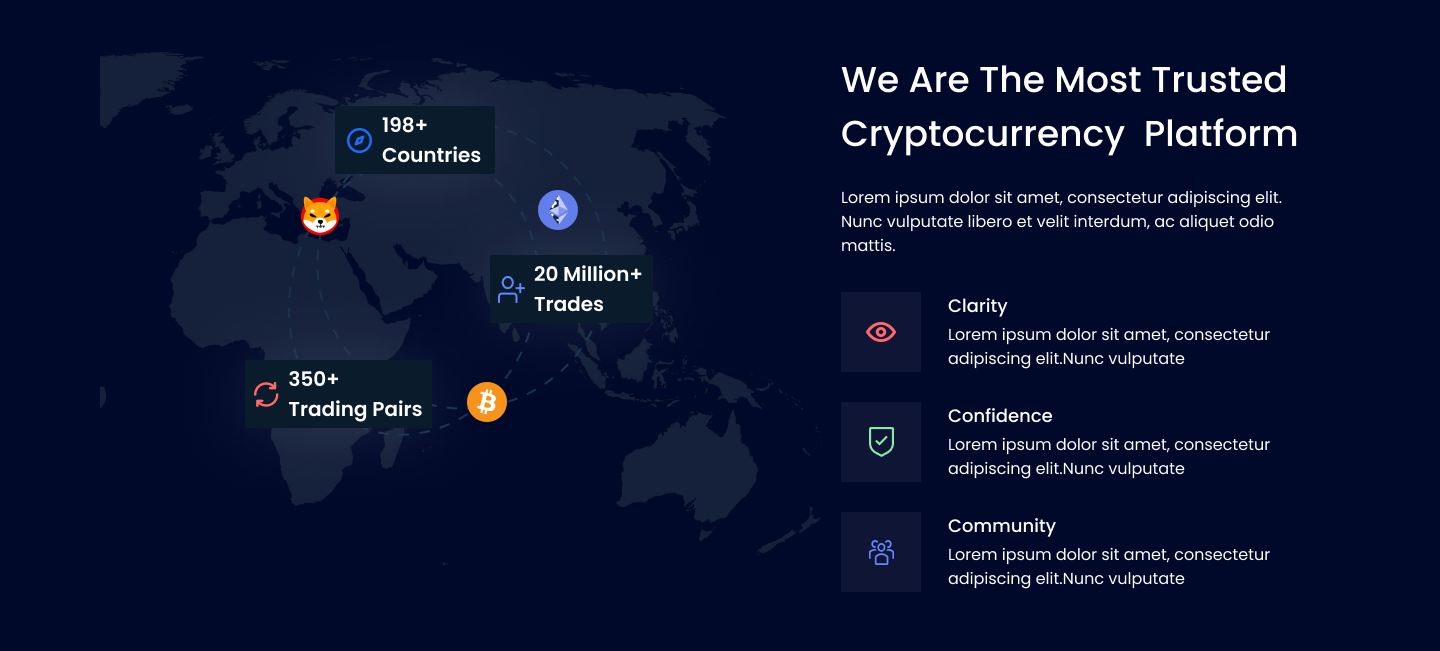 198+
Countries
20 Million+
Trades
350+
Trading Pairs
We Are The Most Trusted
Cryptocurrency Platform
Lorem ipsum dolor sit amet, consectetur adipiscing elit.
Nunc vulputate libero et velit interdum, ac aliquet odio
mattis.
Clarity
Lorem ipsum dolor sit amet, consectetur
adipiscing elit.Nunc vulputate
Confidence
Lorem ipsum dolor sit amet, consectetur
adipiscing elit.Nunc vulputate
Community
Lorem ipsum dolor sit amet, consectetur
adipiscing elit.Nunc vulputate